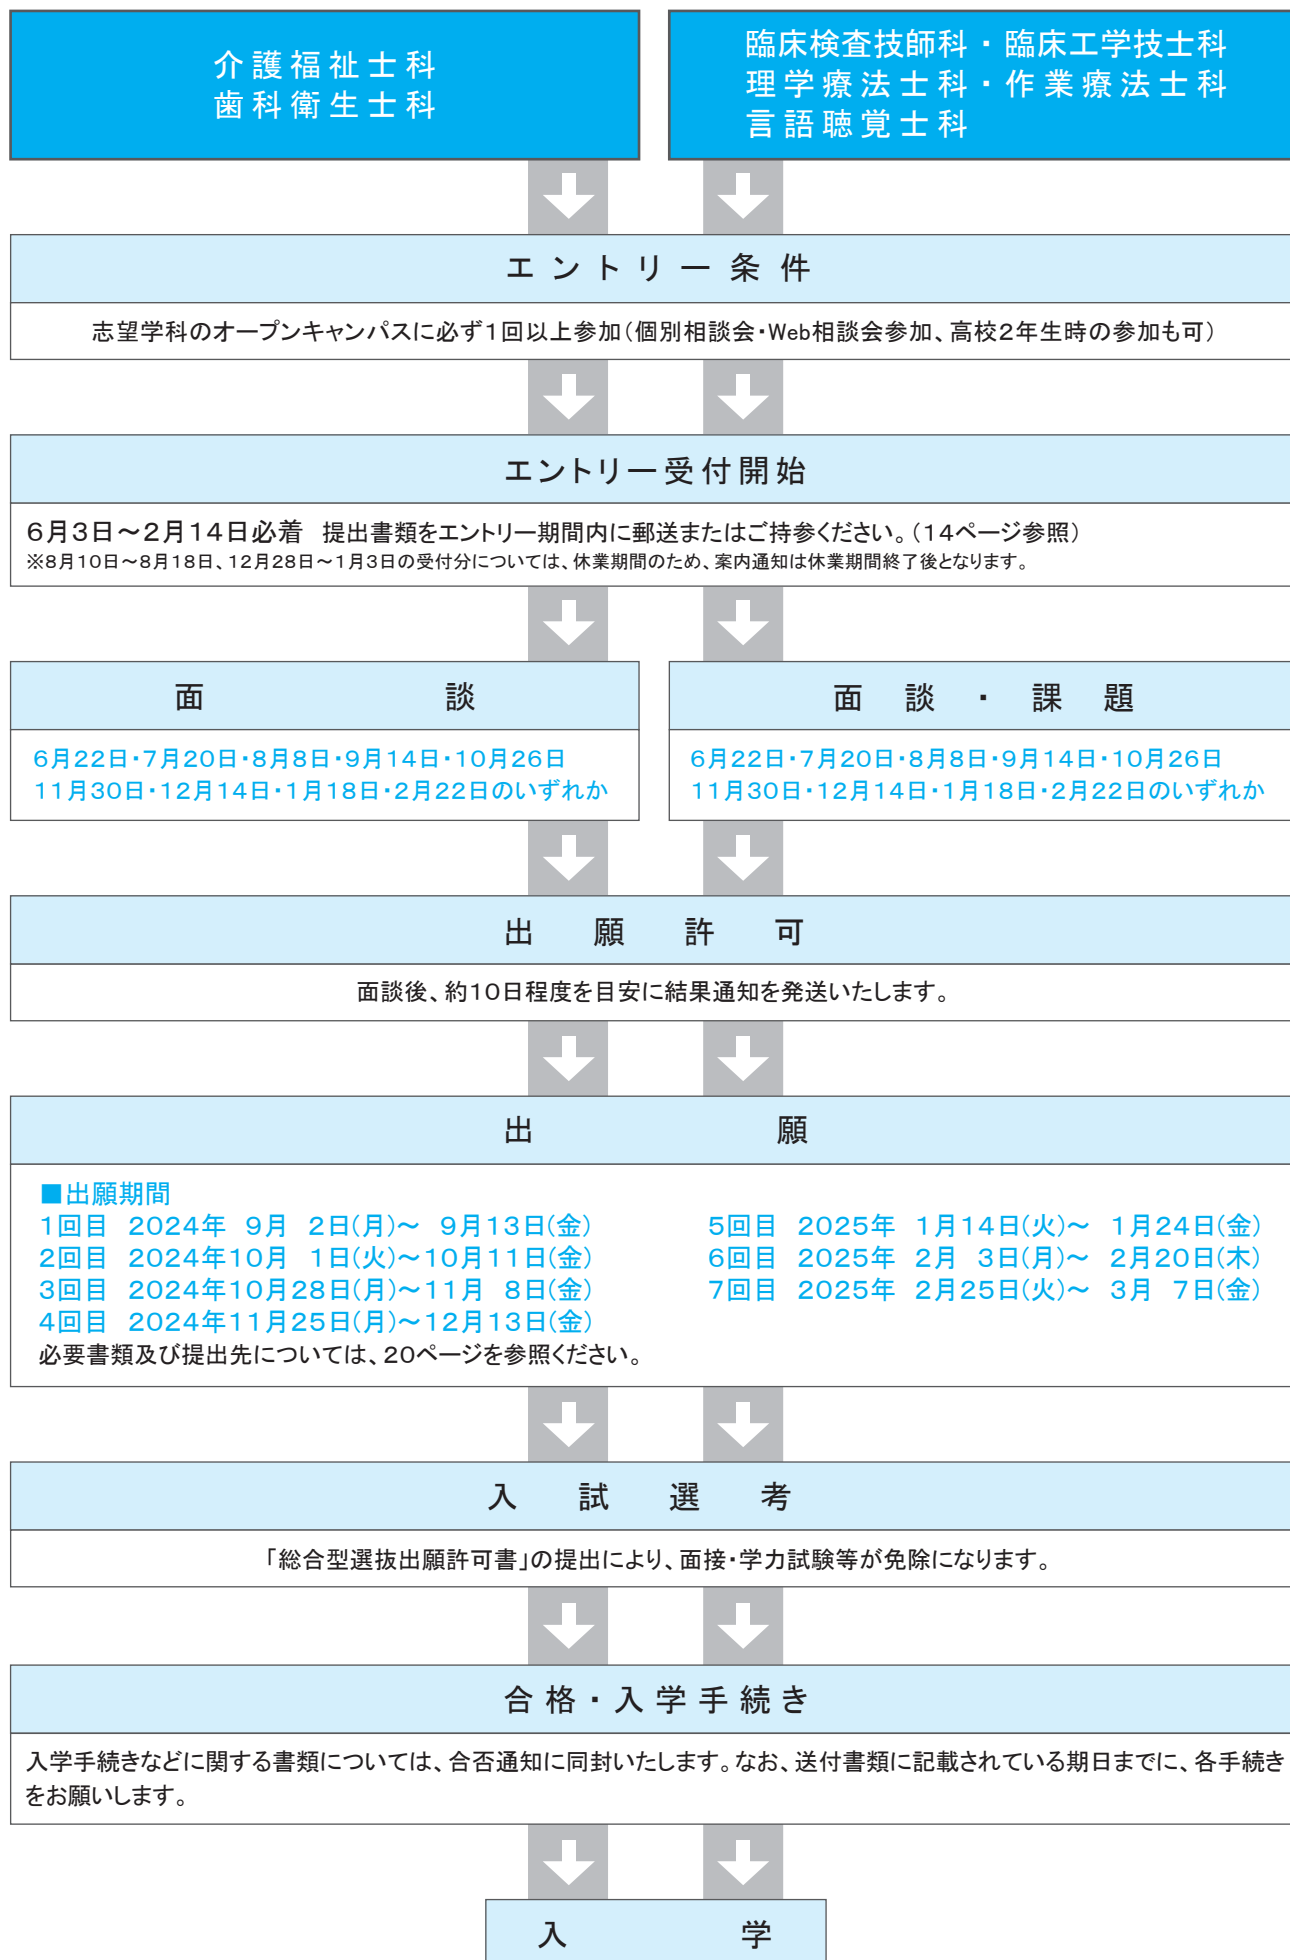 介護福祉士科
歯科衛生士科
臨床検査技師科・臨床工学技士科
理学療法士科・作業療法士科
言語聴覚士科
エントリー条件
志望学科のオープンキャンパスに必ず1回以上参加(個別相談会・Web相談会参加、高校2年生時の参加も可)
エントリー受付開始
6月3日～2月14日必着　提出書類をエントリー期間内に郵送またはご持参ください。(14ページ参照)
※8月10日～8月18日、12月28日～1月3日の受付分については、休業期間のため、案内通知は休業期間終了後となります。
面談
6月22日・7月20日・8月8日・9月14日・10月26日
11月30日・12月14日・1月18日・2月22日のいずれか
面談・課題
6月22日・7月20日・8月8日・9月14日・10月26日
11月30日・12月14日・1月18日・2月22日のいずれか
出願許可
面談後、約10日程度を目安に結果通知を発送いたします。
出願
■出願期間
1回目　2024年　9月　2日(月)～　9月13日(金)
2回目　2024年10月　1日(火)～10月11日(金)
3回目　2024年10月28日(月)～11月　8日(金)
4回目　2024年11月25日(月)～12月13日(金)
5回目　2025年　1月14日(火)～　1月24日(金)
6回目　2025年　2月　3日(月)～　2月20日(木)
7回目　2025年　2月25日(火)～　3月　7日(金)
必要書類及び提出先については、20ページを参照ください。
入試選考
「総合型選抜出願許可書」の提出により、面接・学力試験等が免除になります。
合格・入学手続き
入学手続きなどに関する書類については、合否通知に同封いたします。なお、送付書類に記載されている期日までに、各手続き
をお願いします。
入学